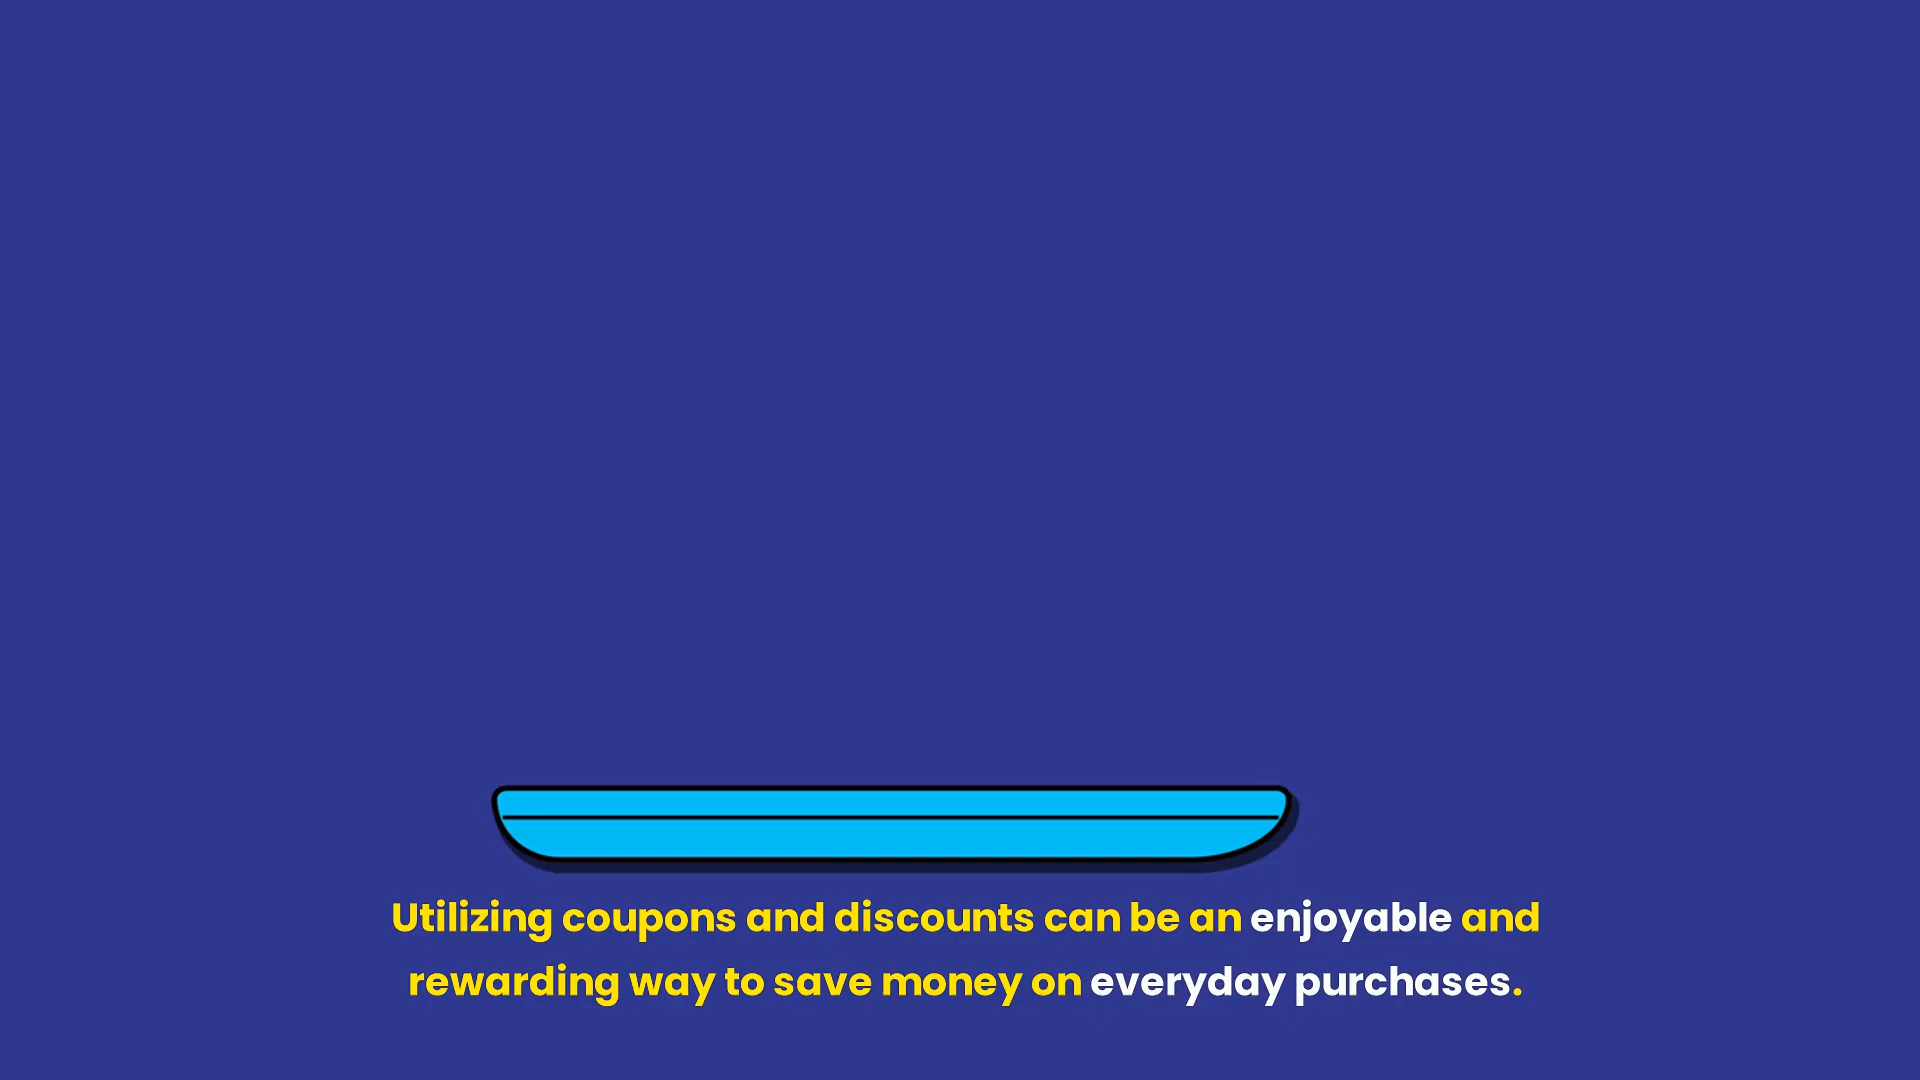 Utilizing coupons and discounts can be an enjoyable and
rewarding way to save money on everyday purchases.